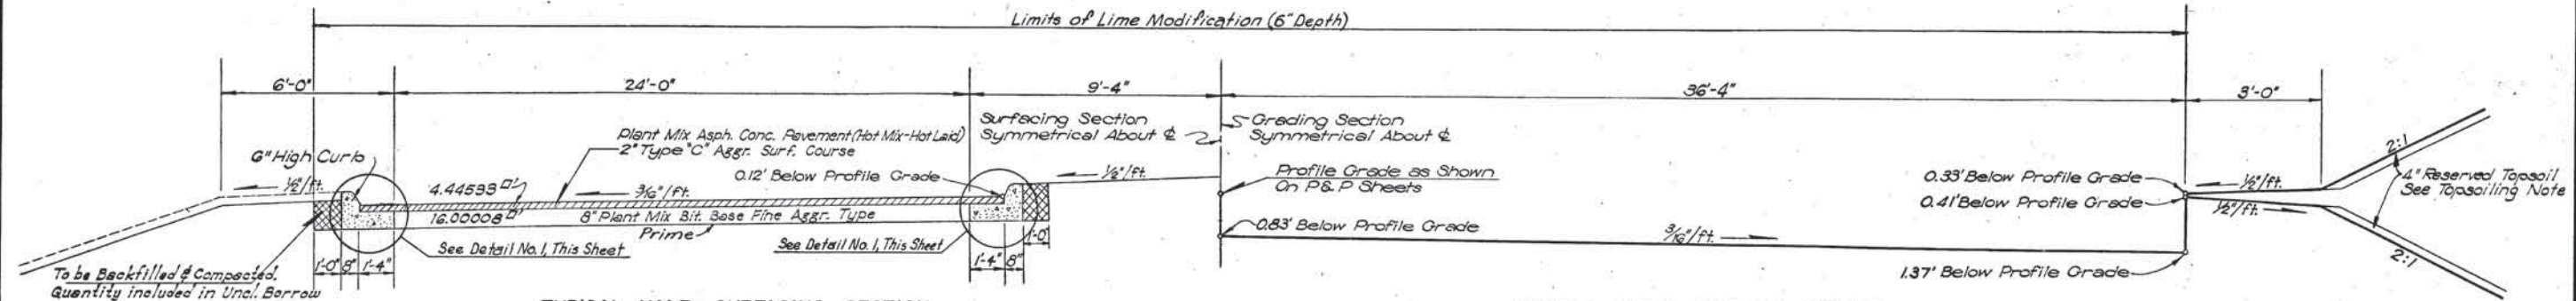 Limits of Lime Modification (6" Depth)
6'-0"
24'-0"
9'-4"
36'-4"
3'-0"
Plant Mix Asph. Conc. Pavement (Hot Mix-Hot Laid)
2" Type "C" Aggr. Surf. Course
Surfacing Section
Symmetrical About ℄
Grading Section
Symmetrical About ℄
6" High Curb
0.12' Below Profile Grade
½"/ft.
4.44533 □'
3/16"/ft.
½"/ft.
Profile Grade as Shown
On P.& P. Sheets
0.33' Below Profile Grade
0.41' Below Profile Grade
½"/ft.
½"/ft.
2:1
4" Reserved Topsoil
See Topsoiling Note
2:1
16.00008 □'
8" Plant Mix Bit. Base Fine Aggr. Type
Prime
0.83' Below Profile Grade
3/16"/ft.
See Detail No. 1, This Sheet
See Detail No. 1, This Sheet
1'-0"
1'-0" 8" 1'-4"
1'-4" 8"
1.37' Below Profile Grade
To be Backfilled & Compacted.
Quantity included in Uncl. Borrow